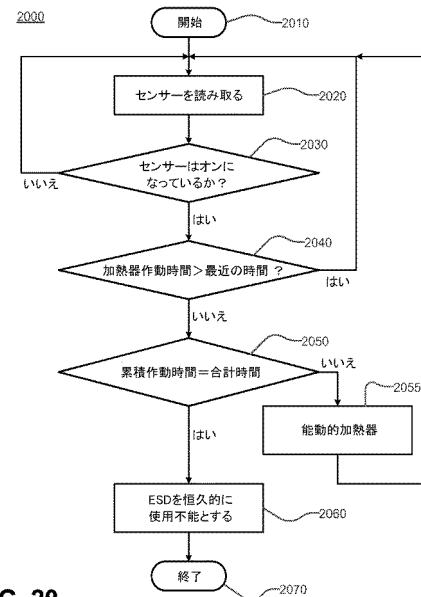 2000
開始
2010
センサーを読み取る
2020
センサーはオンに
なっているか？
2030
いいえ
はい
2040
加熱器作動時間＞最近の時間 ？
はい
いいえ
2050
累積作動時間＝合計時間
いいえ
2055
能動的加熱器
はい
ESDを恒久的に
使用不能とする
2060
終了
2070